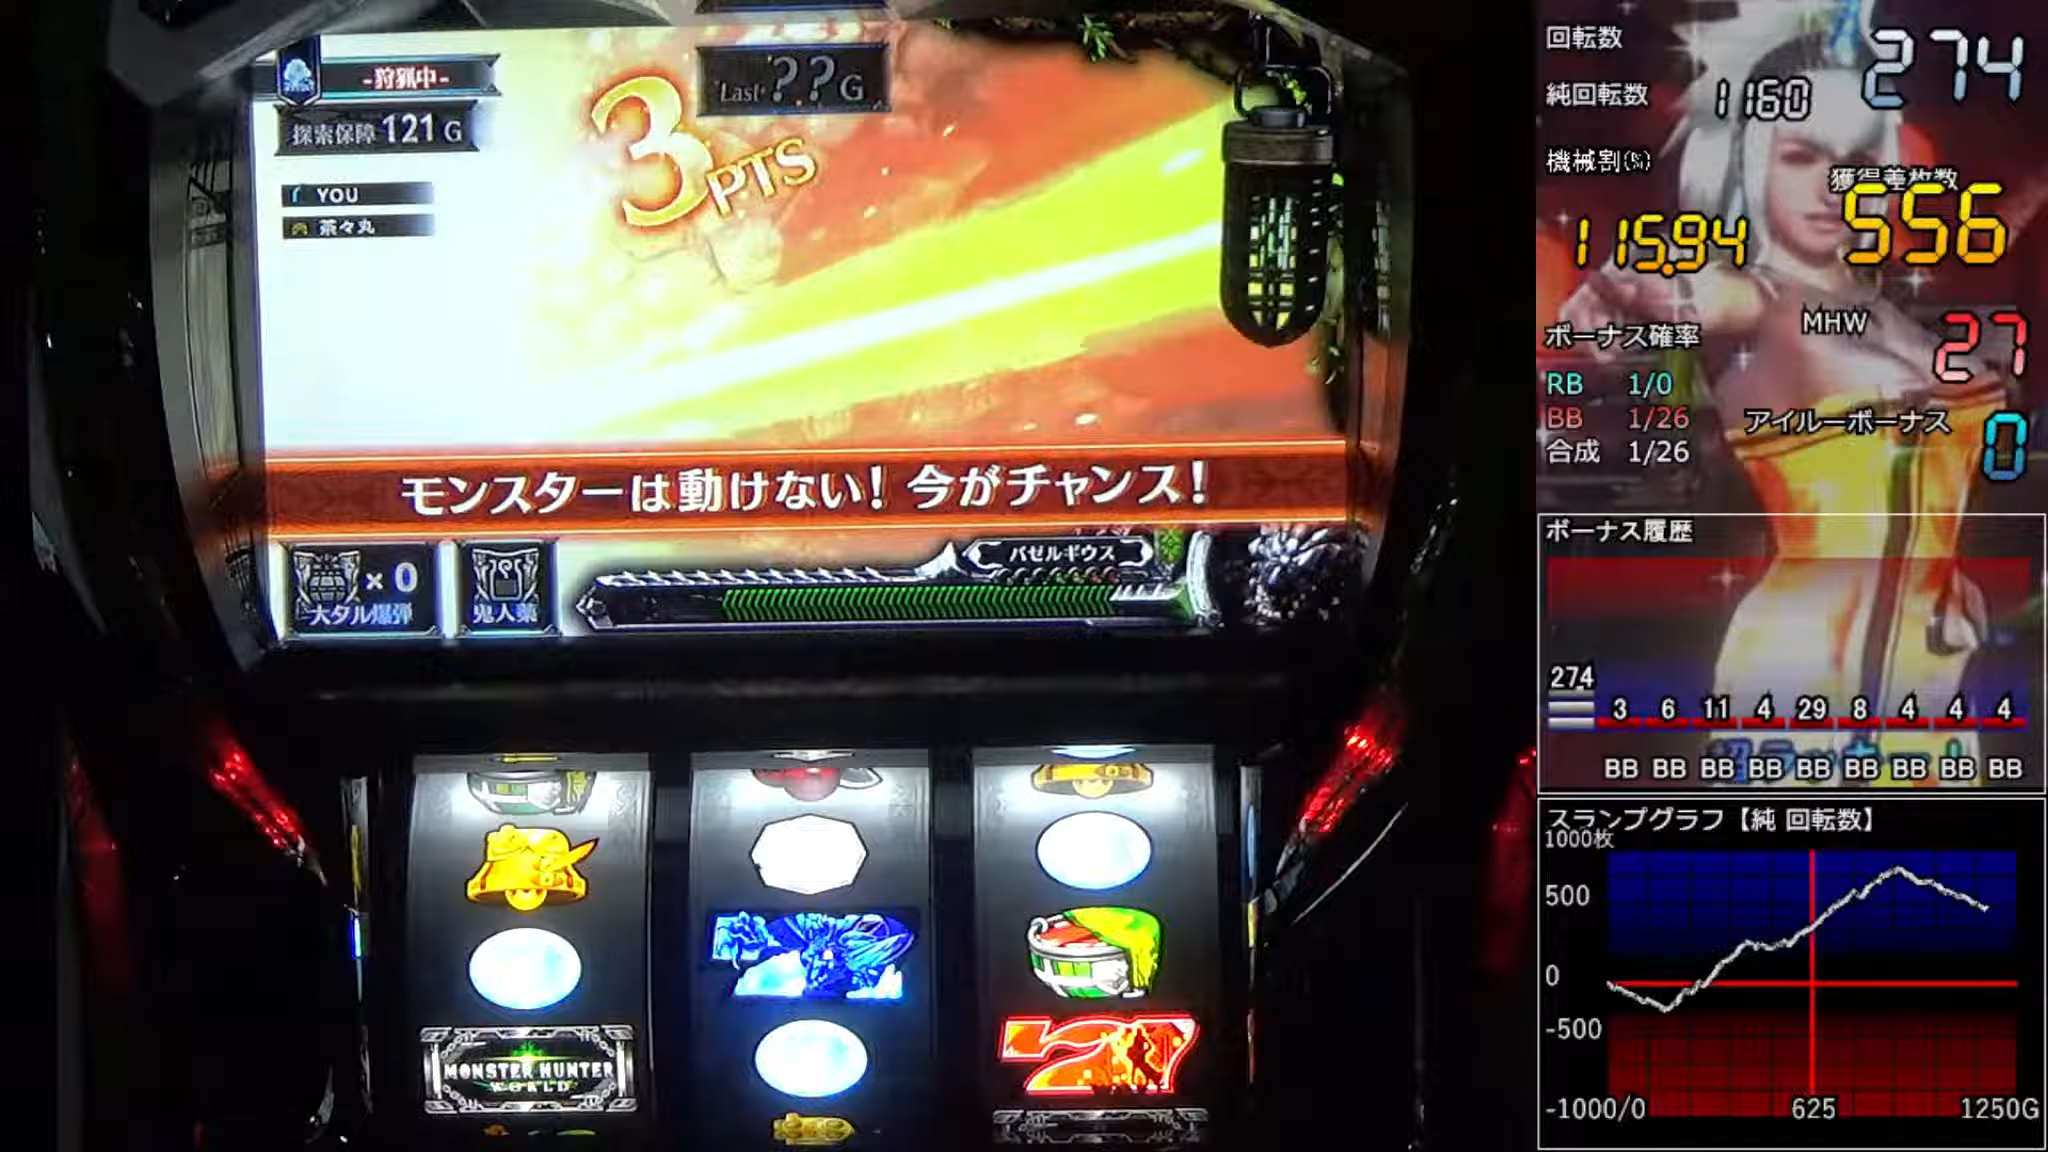 -狩猟中-
探索保障 121 G
Last ?? G
3 PTS
YOU
茶々丸
モンスターは動けない! 今がチャンス!
×0
大タル爆弾
鬼人薬
バゼルギウス
MONSTER HUNTER
WORLD
回転数
274
純回転数
1160
機械割(%)
115.94
獲得差枚数
556
ボーナス確率
MHW
27
RB 1/0
BB 1/26
合成 1/26
アイルーボーナス
0
ボーナス履歴
274 3 6 11 4 29 8 4 4 4
BB BB BB BB BB BB BB BB BB
スランプグラフ【純 回転数】
1000枚
500
0
-500
-1000/0 625 1250G